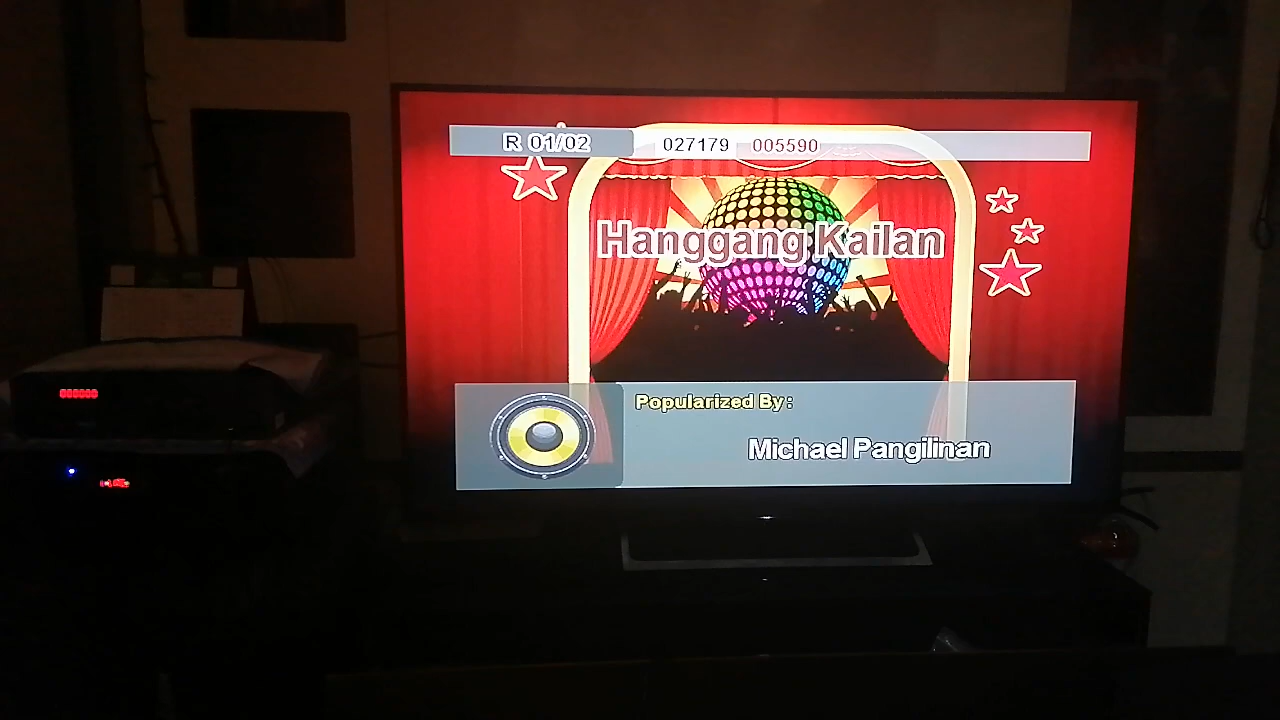 R 01/02 027179 005590
Hanggang Kailan
Popularized By:
Michael Pangilinan